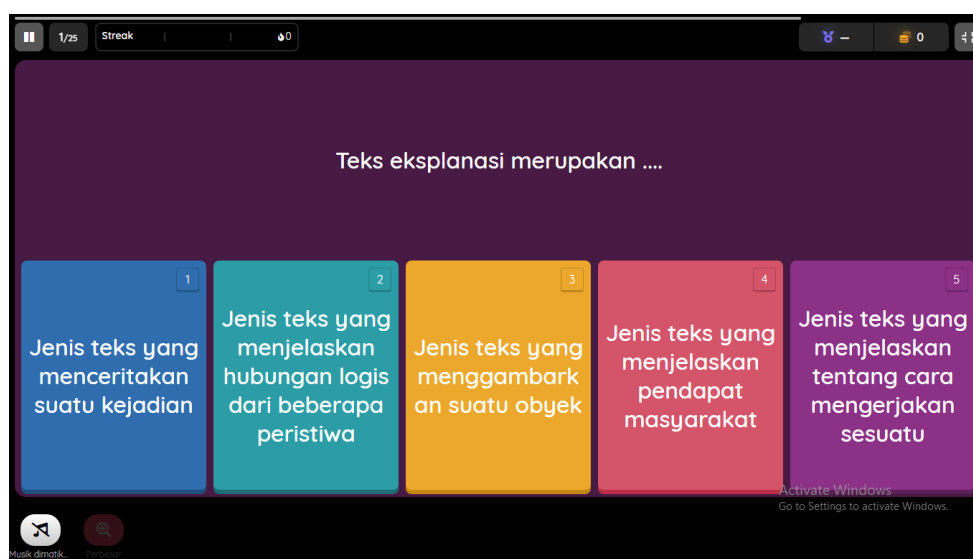 1/25
Streak
0
–
0
Teks eksplanasi merupakan ....
1
Jenis teks yang
menceritakan
suatu kejadian
2
Jenis teks yang
menjelaskan
hubungan logis
dari beberapa
peristiwa
3
Jenis teks yang
menggambark
an suatu obyek
4
Jenis teks yang
menjelaskan
pendapat
masyarakat
5
Jenis teks yang
menjelaskan
tentang cara
mengerjakan
sesuatu
Activate Windows
Go to Settings to activate Windows.
Musik dimatik...
Perbesar